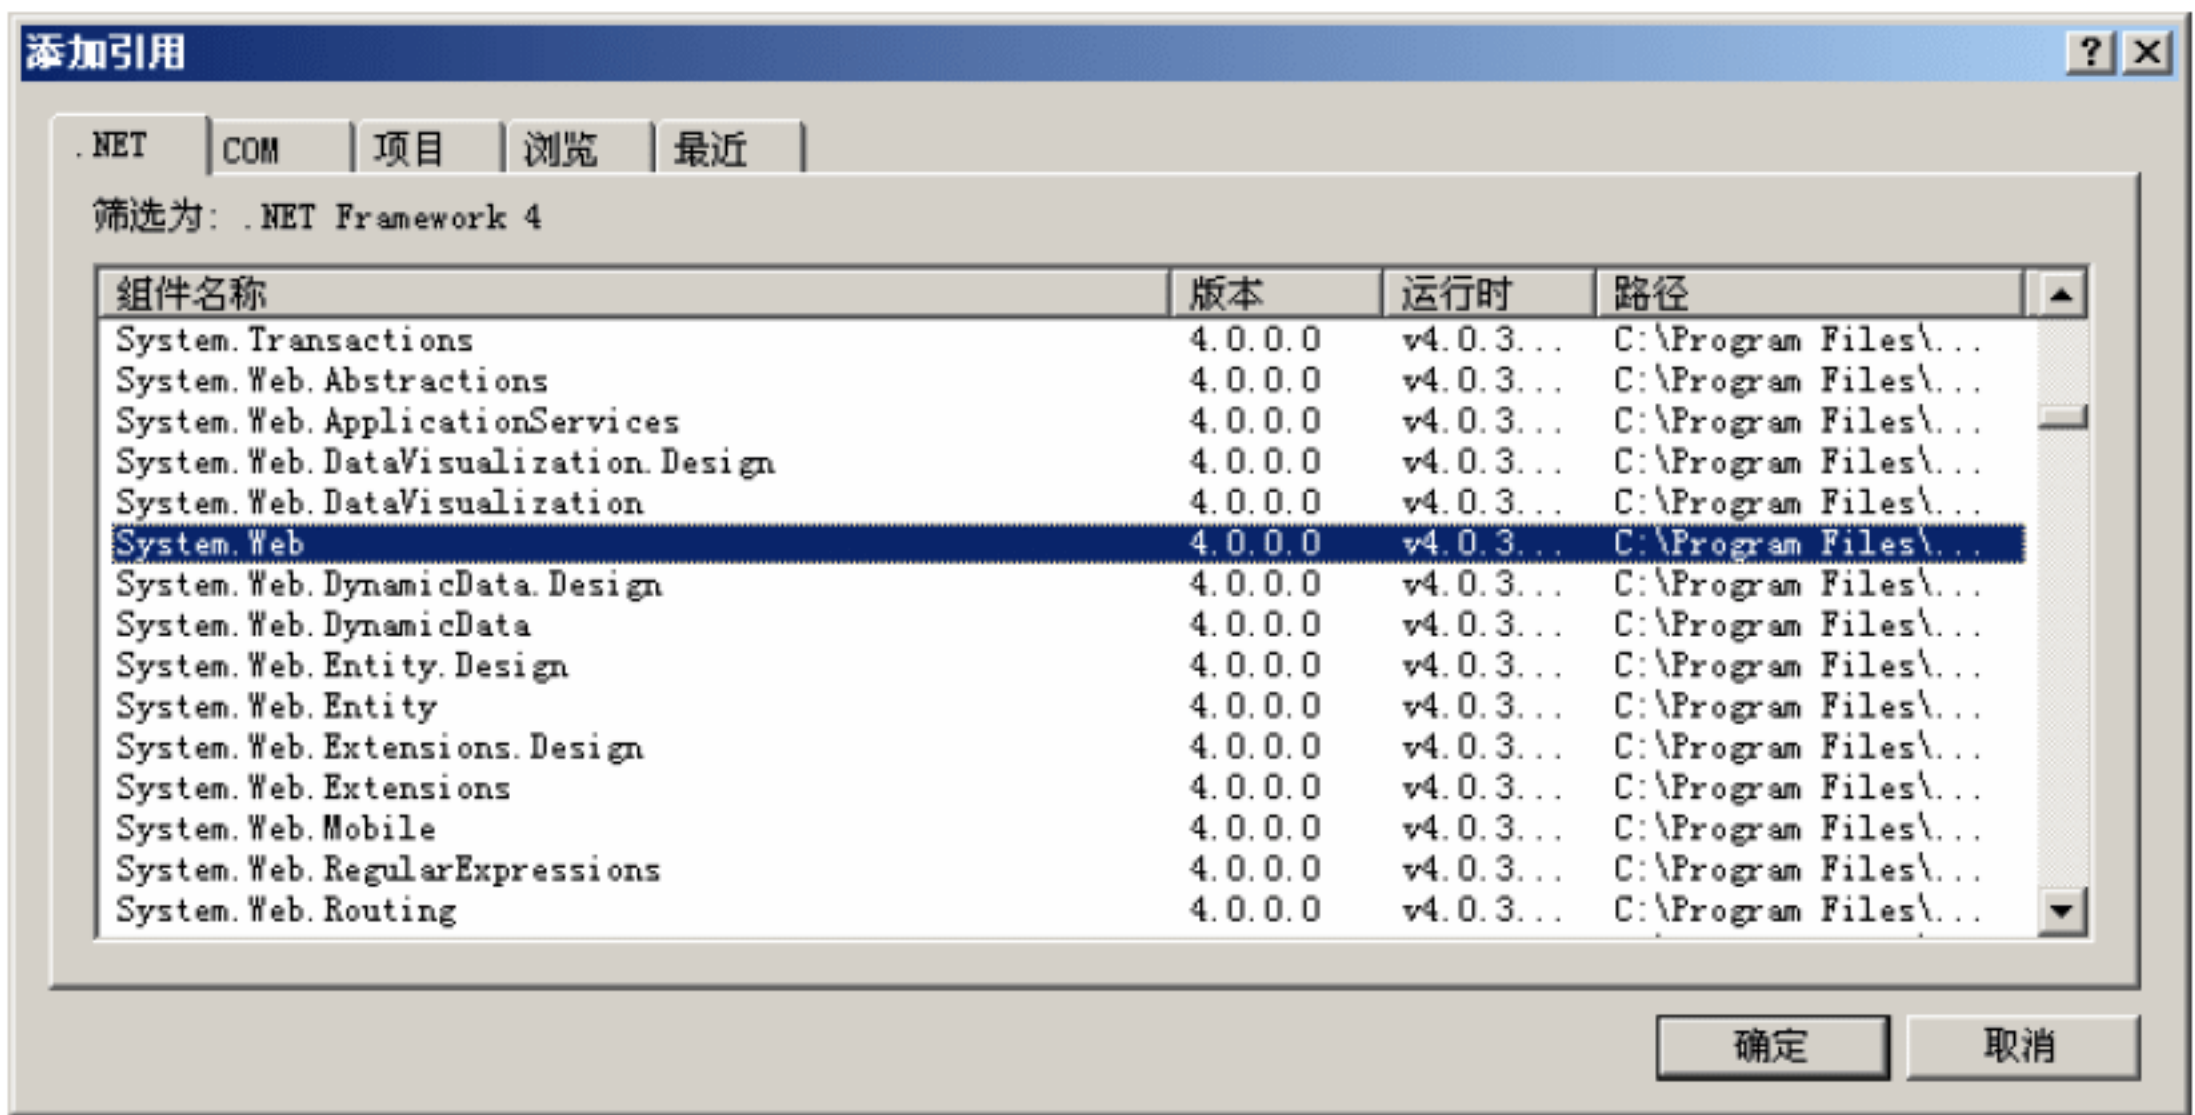 添加引用
.NET COM 项目 浏览 最近
筛选为: .NET Framework 4
组件名称 版本 运行时 路径
System.Transactions 4.0.0.0 v4.0.3... C:\Program Files\...
System.Web.Abstractions 4.0.0.0 v4.0.3... C:\Program Files\...
System.Web.ApplicationServices 4.0.0.0 v4.0.3... C:\Program Files\...
System.Web.DataVisualization.Design 4.0.0.0 v4.0.3... C:\Program Files\...
System.Web.DataVisualization 4.0.0.0 v4.0.3... C:\Program Files\...
System.Web 4.0.0.0 v4.0.3... C:\Program Files\...
System.Web.DynamicData.Design 4.0.0.0 v4.0.3... C:\Program Files\...
System.Web.DynamicData 4.0.0.0 v4.0.3... C:\Program Files\...
System.Web.Entity.Design 4.0.0.0 v4.0.3... C:\Program Files\...
System.Web.Entity 4.0.0.0 v4.0.3... C:\Program Files\...
System.Web.Extensions.Design 4.0.0.0 v4.0.3... C:\Program Files\...
System.Web.Extensions 4.0.0.0 v4.0.3... C:\Program Files\...
System.Web.Mobile 4.0.0.0 v4.0.3... C:\Program Files\...
System.Web.RegularExpressions 4.0.0.0 v4.0.3... C:\Program Files\...
System.Web.Routing 4.0.0.0 v4.0.3... C:\Program Files\...
确定 取消